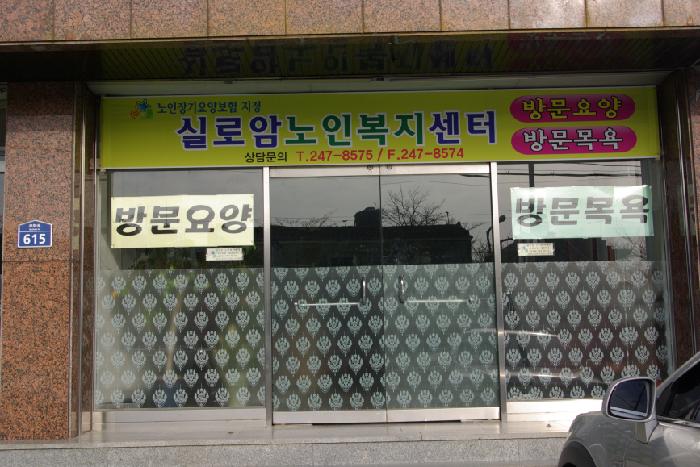 노인장기요양보험 지정
실로암노인복지센터
상담문의 T.247-8575 / F.247-8574
방문요양
방문목욕
방문요양
방문목욕
615